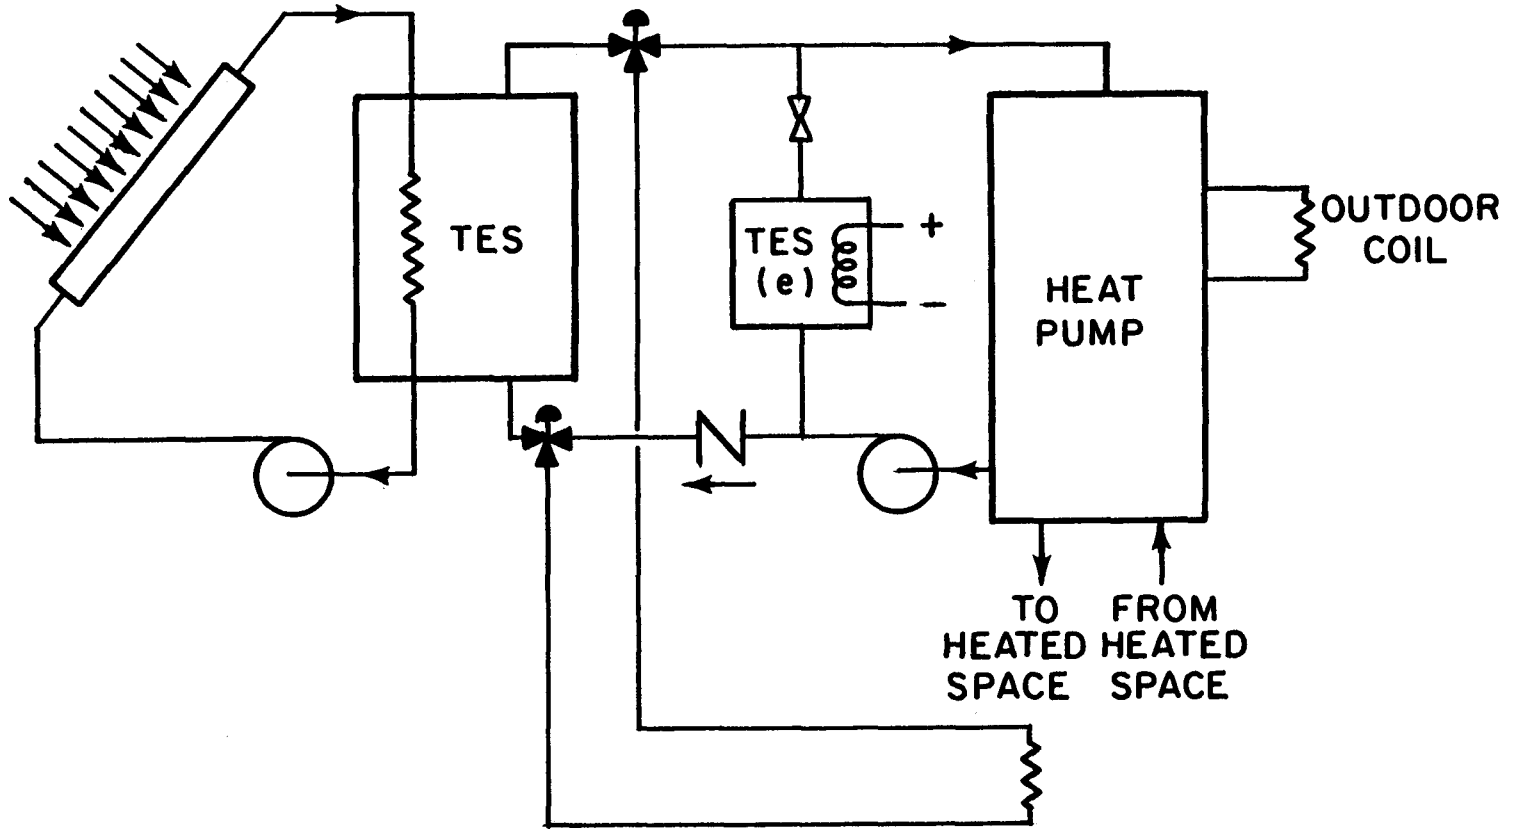 TES
TES
(e)
+
−
HEAT
PUMP
OUTDOOR
COIL
TO
HEATED
SPACE
FROM
HEATED
SPACE